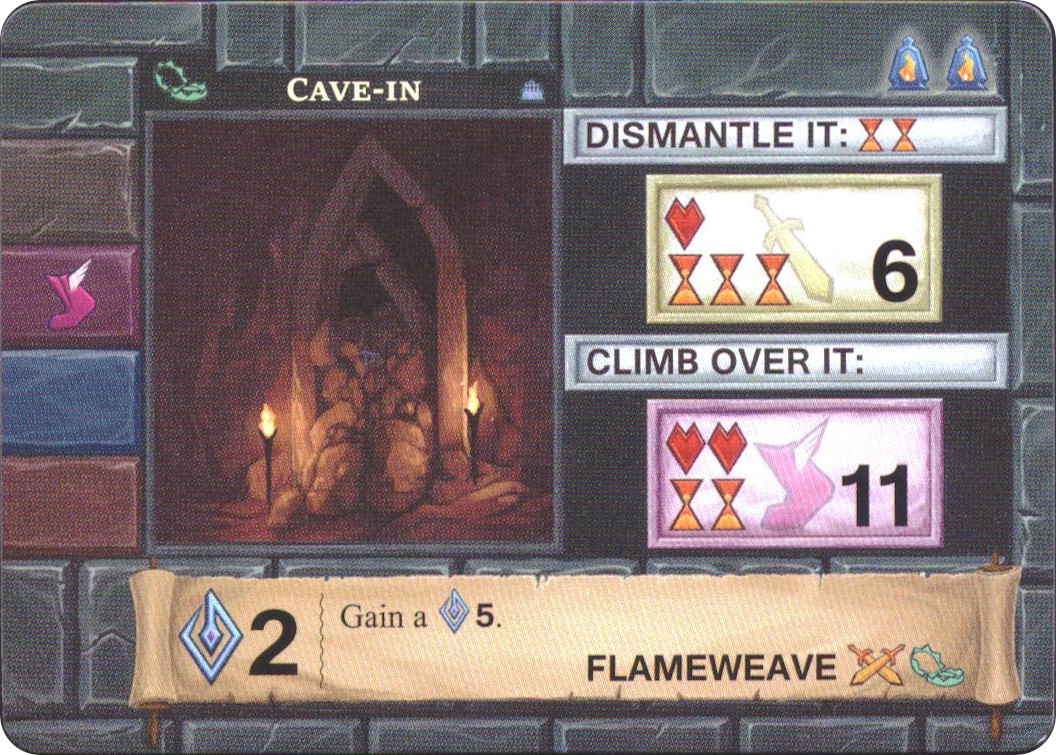 CAVE-IN
DISMANTLE IT:
6
CLIMB OVER IT:
11
2
Gain a 5.
FLAMEWEAVE